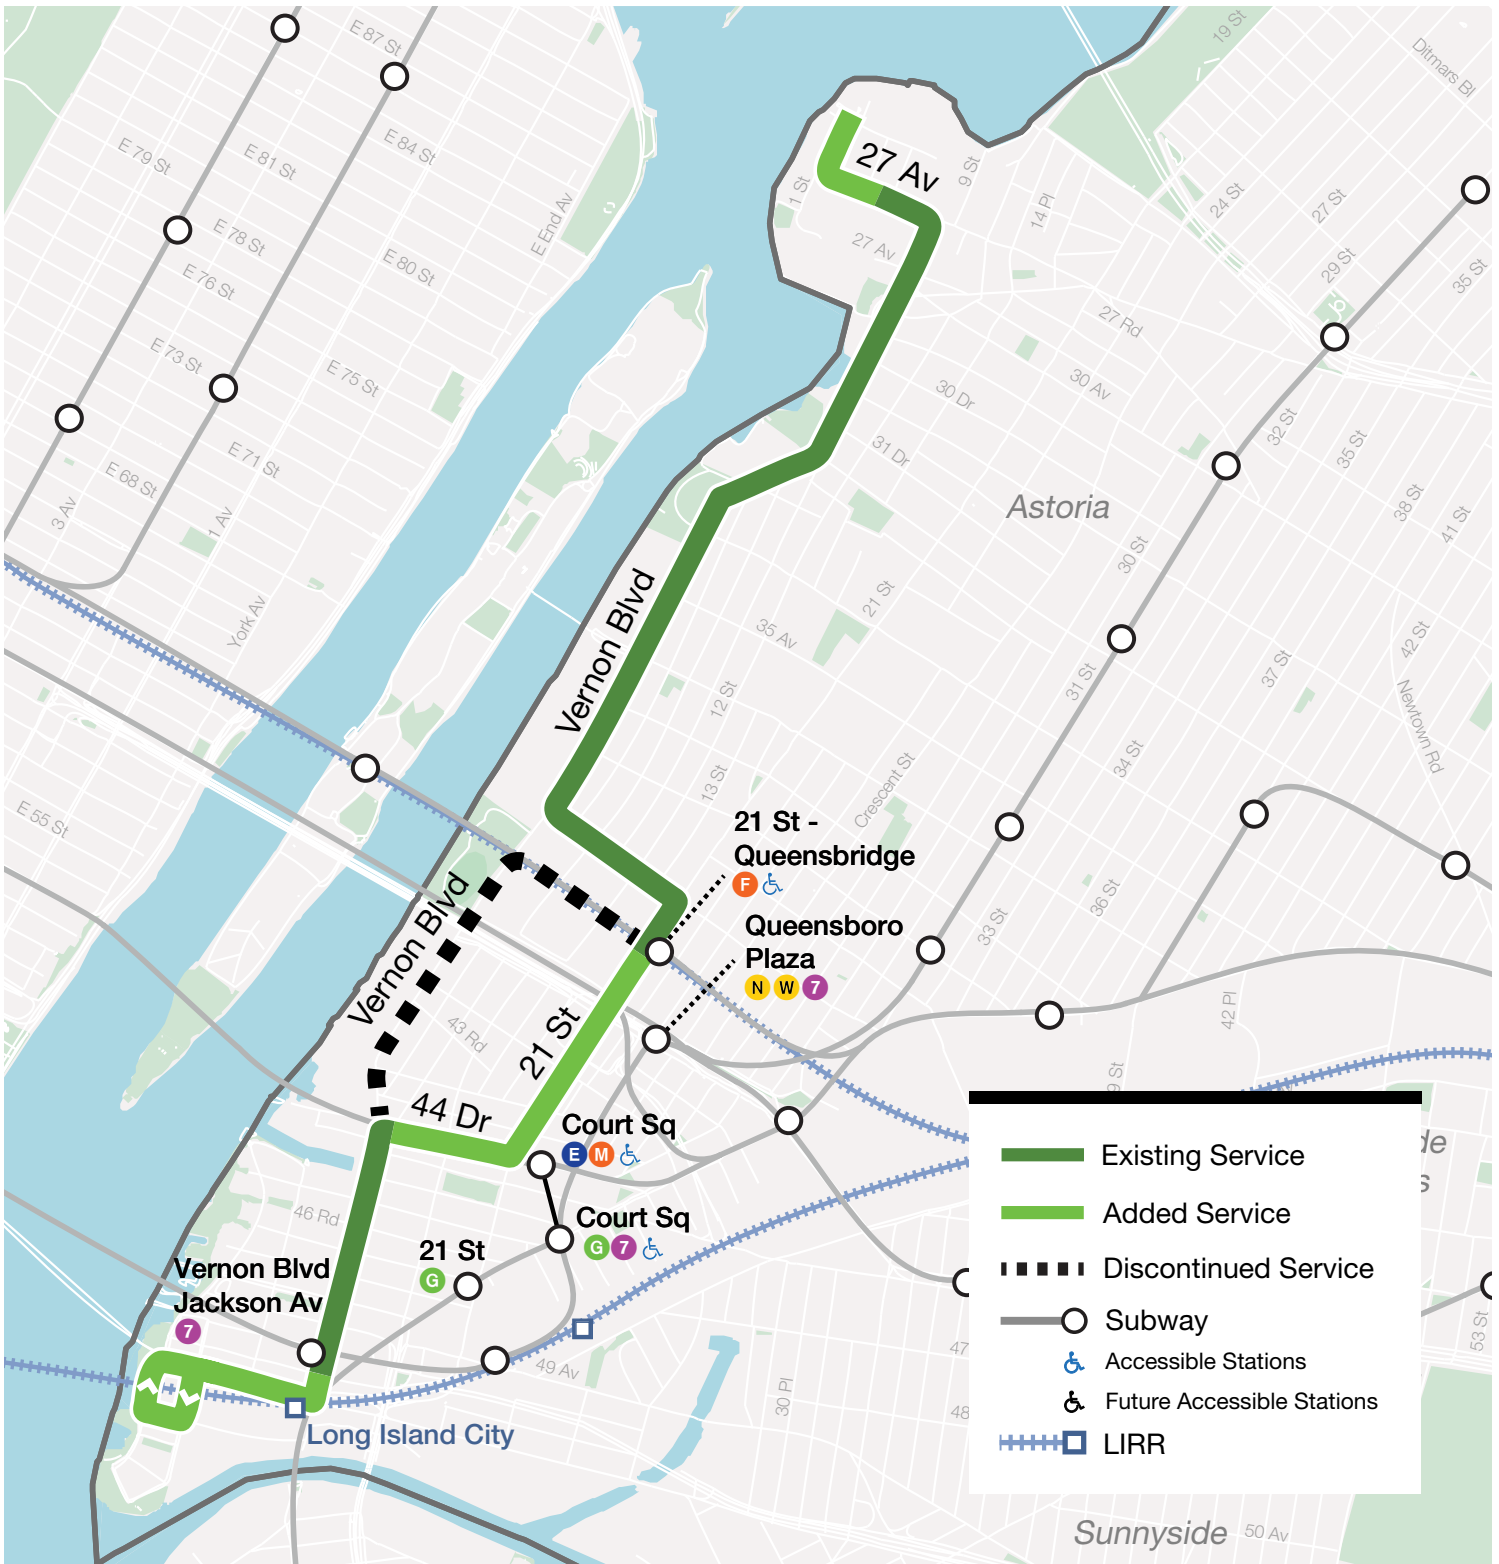 E 87 St
19 St
Ditmars Bl
E 79 St
E 81 St
E 84 St
27 Av
9 St
1 St
24 St
27 St
14 Pl
E End Av
E 78 St
27 Av
E 76 St
E 80 St
29 St
35 St
27 Rd
E 73 St
E 75 St
30 Dr
30 Av
32 St
E 71 St
31 Dr
35 St
E 68 St
3 Av
1 Av
Astoria
38 St
41 St
30 St
Vernon Blvd
21 St
York Av
35 Av
42 St
31 St
37 St
12 St
Newtown Rd
34 St
13 St
Crescent St
E 55 St
21 St -
Queensbridge
F
Vernon Blvd
36 St
33 St
Queensboro
Plaza
N W 7
42 Pl
43 Rd
21 St
9 St
44 Dr
Court Sq
E M
46 Rd
Court Sq
G 7
21 St
G
Vernon Blvd
Jackson Av
7
49 Av
30 Pl
47
48
53 St
Long Island City
Existing Service
de
s
Added Service
Discontinued Service
Subway
Accessible Stations
Future Accessible Stations
LIRR
Sunnyside
50 Av